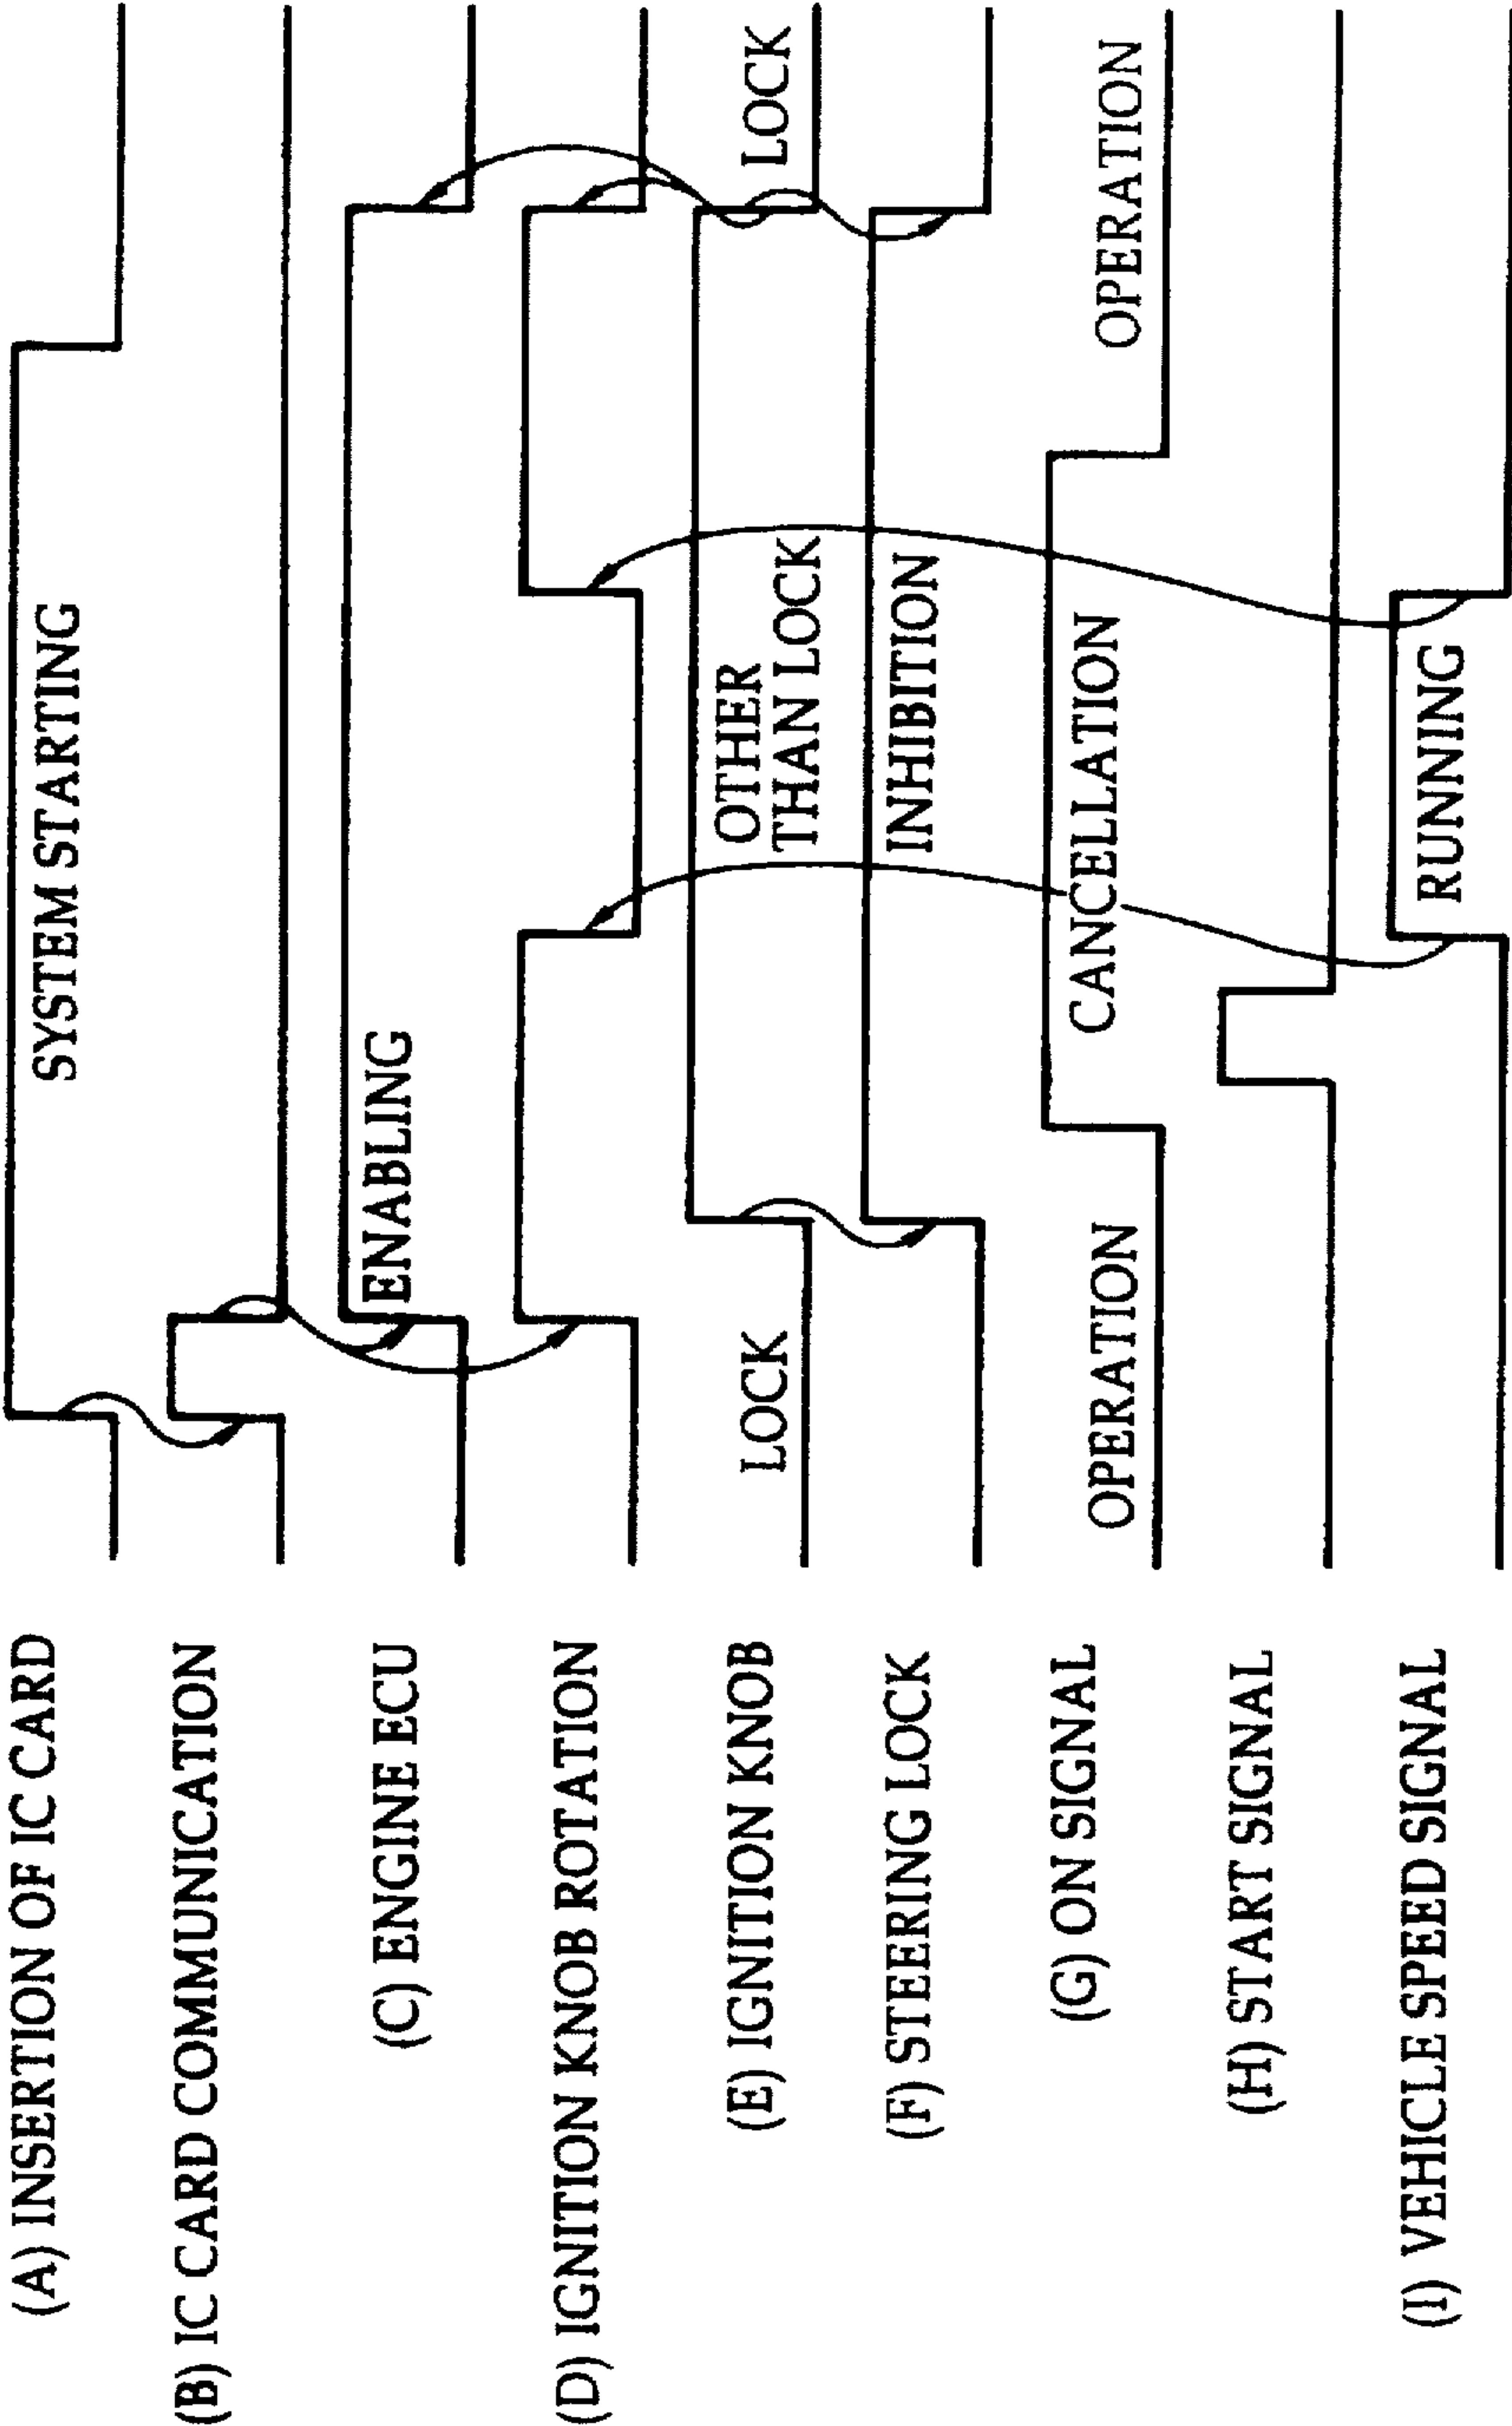 (A) INSERTION OF IC CARD
SYSTEM STARTING
(B) IC CARD COMMUNICATION
(C) ENGINE ECU
ENABLING
(D) IGNITION KNOB ROTATION
(E) IGNITION KNOB
LOCK
OTHER
THAN LOCK
LOCK
(F) STEERING LOCK
INHIBITION
(G) ON SIGNAL
OPERATION
CANCELLATION
OPERATION
(H) START SIGNAL
(I) VEHICLE SPEED SIGNAL
RUNNING